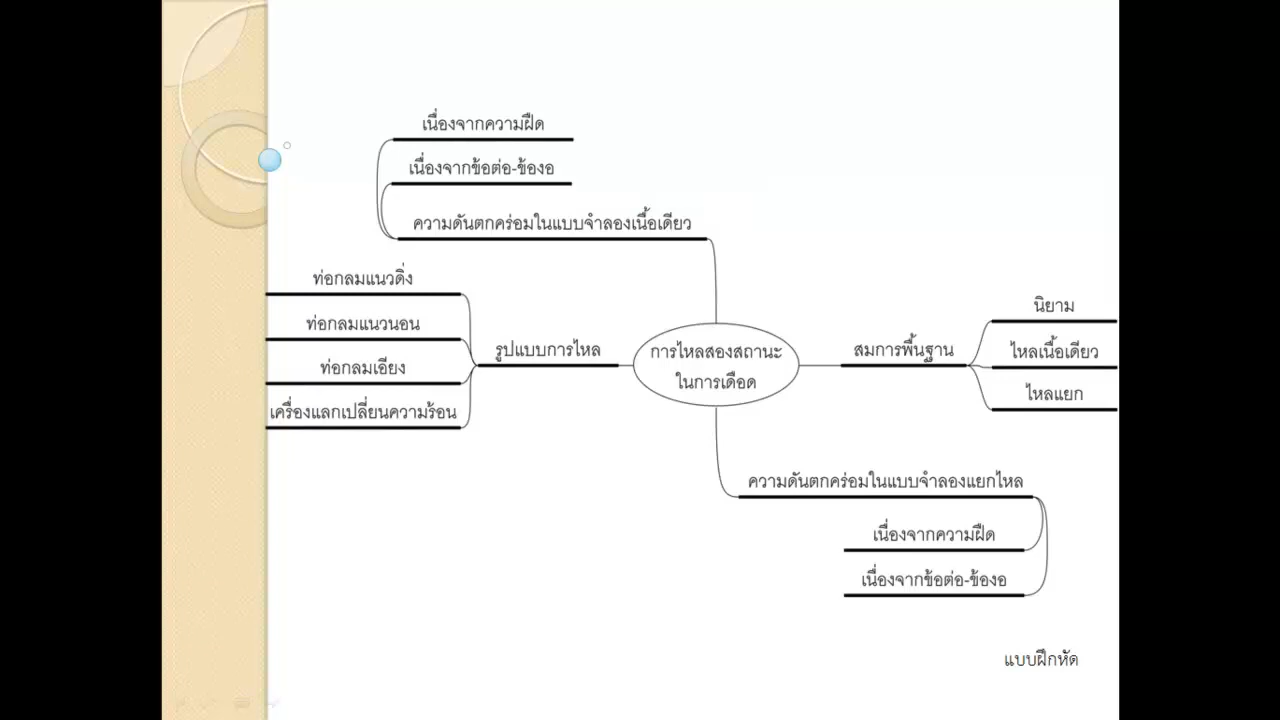 เนื่องจากความฝืด
เนื่องจากข้อต่อ-ข้องอ
ความดันตกคร่อมในแบบจำลองเนื้อเดียว
ท่อกลมแนวดิ่ง
ท่อกลมแนวนอน
ท่อกลมเอียง
เครื่องแลกเปลี่ยนความร้อน
รูปแบบการไหล
การไหลสองสถานะ
ในการเดือด
สมการพื้นฐาน
นิยาม
ไหลเนื้อเดียว
ไหลแยก
ความดันตกคร่อมในแบบจำลองแยกไหล
เนื่องจากความฝืด
เนื่องจากข้อต่อ-ข้องอ
แบบฝึกหัด